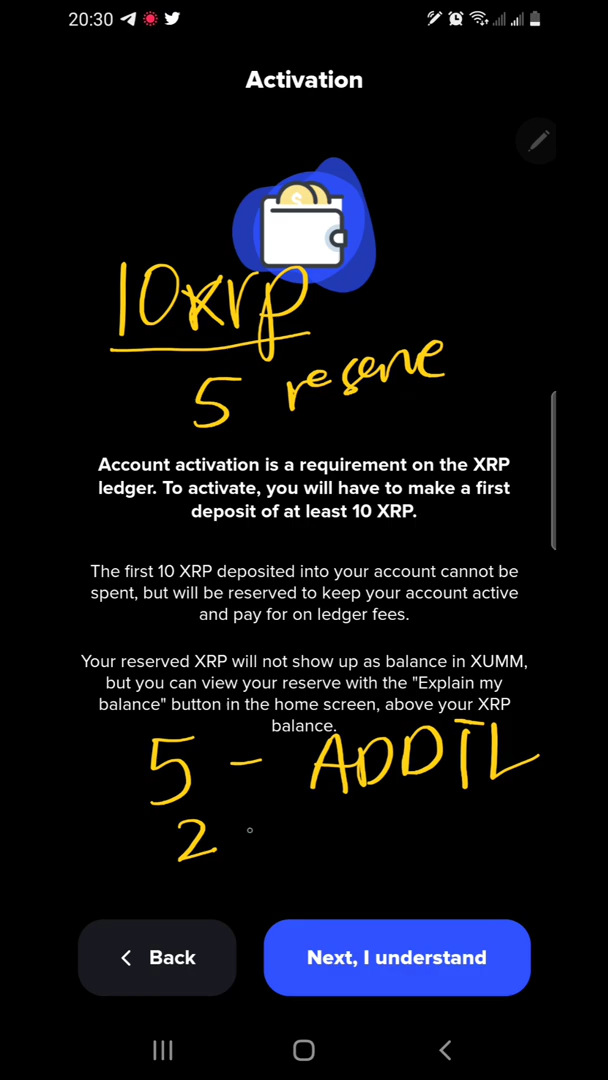 20:30
Activation
10xrp
5 reserve
Account activation is a requirement on the XRP
ledger. To activate, you will have to make a first
deposit of at least 10 XRP.
The first 10 XRP deposited into your account cannot be
spent, but will be reserved to keep your account active
and pay for on ledger fees.
Your reserved XRP will not show up as balance in XUMM,
but you can view your reserve with the "Explain my
balance" button in the home screen, above your XRP
balance.
5 - ADDTL
2
Back
Next, I understand